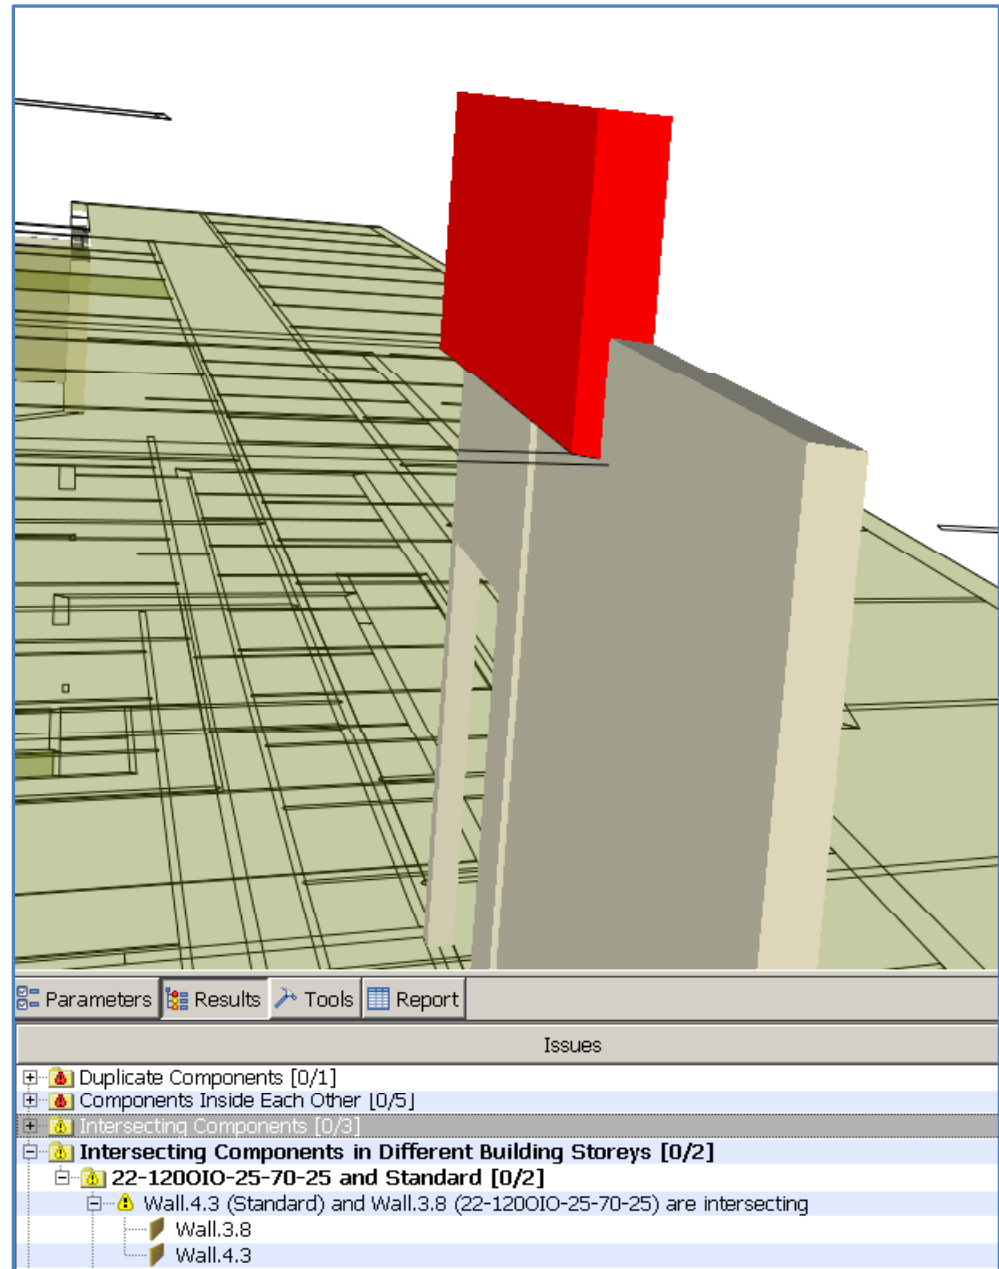 Parameters Results Tools Report
Issues
Duplicate Components [0/1]
Components Inside Each Other [0/5]
Intersecting Components [0/3]
Intersecting Components in Different Building Storeys [0/2]
22-120OIO-25-70-25 and Standard [0/2]
Wall.4.3 (Standard) and Wall.3.8 (22-120OIO-25-70-25) are intersecting
Wall.3.8
Wall.4.3